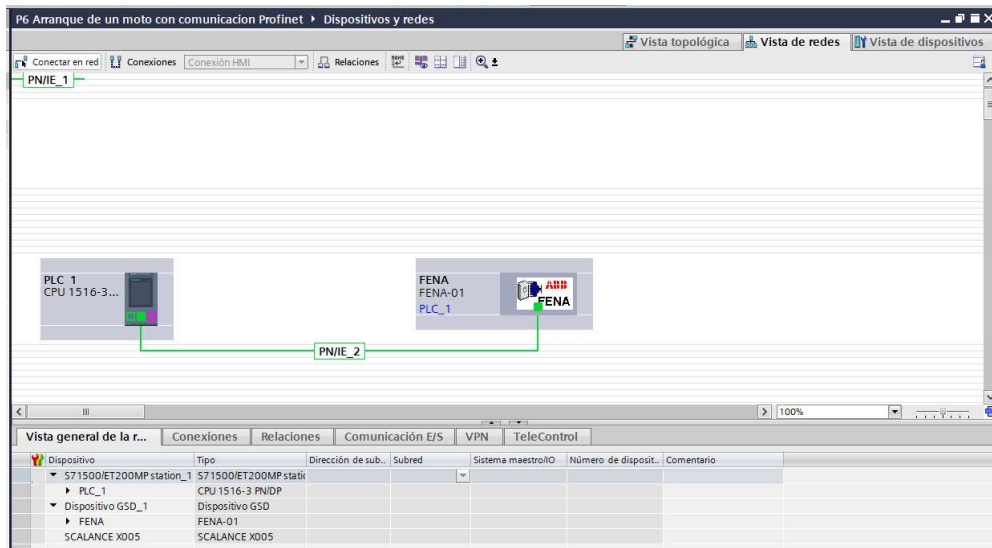 P6 Arranque de un moto con comunicacion Profinet ▸ Dispositivos y redes
Vista topológica Vista de redes Vista de dispositivos
Conectar en red Conexiones Conexión HMI Relaciones
PN/IE_1
PLC_1
CPU 1516-3...
FENA
FENA-01
PLC_1
ABB
FENA
PN/IE_2
100%
Vista general de la r... Conexiones Relaciones Comunicación E/S VPN TeleControl
Dispositivo Tipo Dirección de sub.. Subred Sistema maestro/IO Número de disposit.. Comentario
S71500/ET200MP station_1 S71500/ET200MP stati
PLC_1 CPU 1516-3 PN/DP
Dispositivo GSD_1 Dispositivo GSD
FENA FENA-01
SCALANCE X005 SCALANCE X005